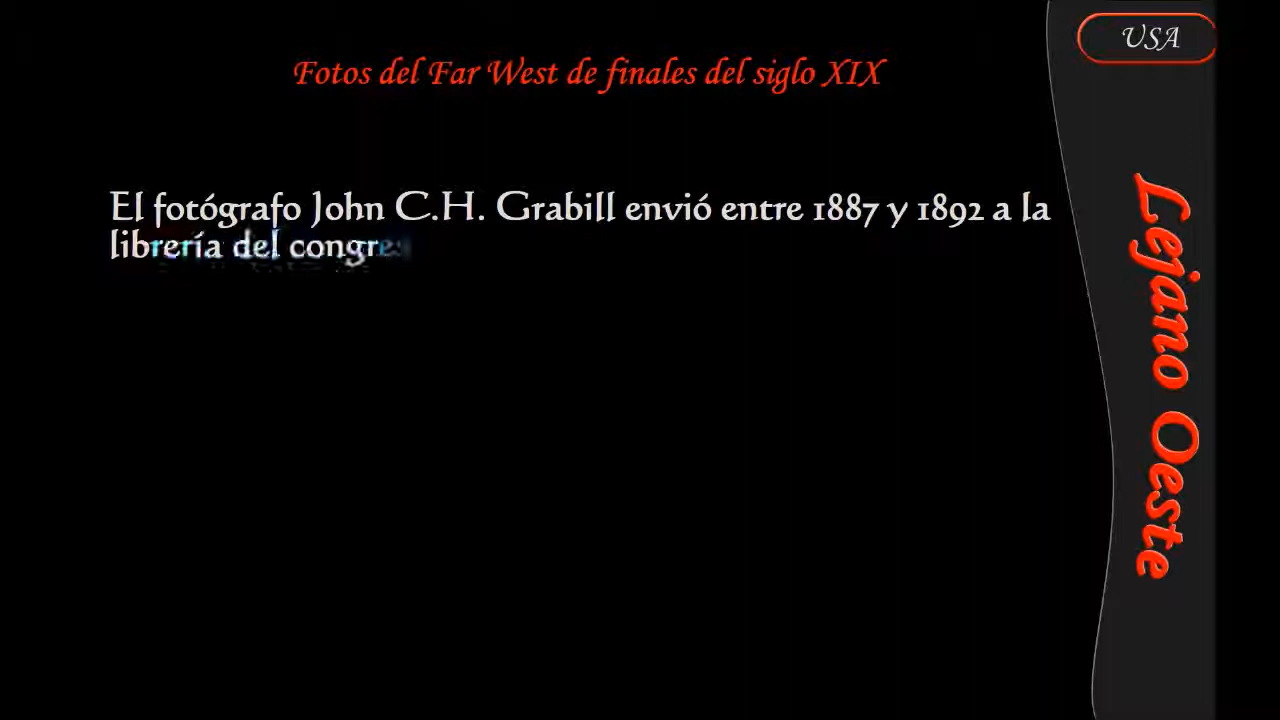 USA
Fotos del Far West de finales del siglo XIX
El fotógrafo John C.H. Grabill envió entre 1887 y 1892 a la
librería del congres
Lejano Oeste